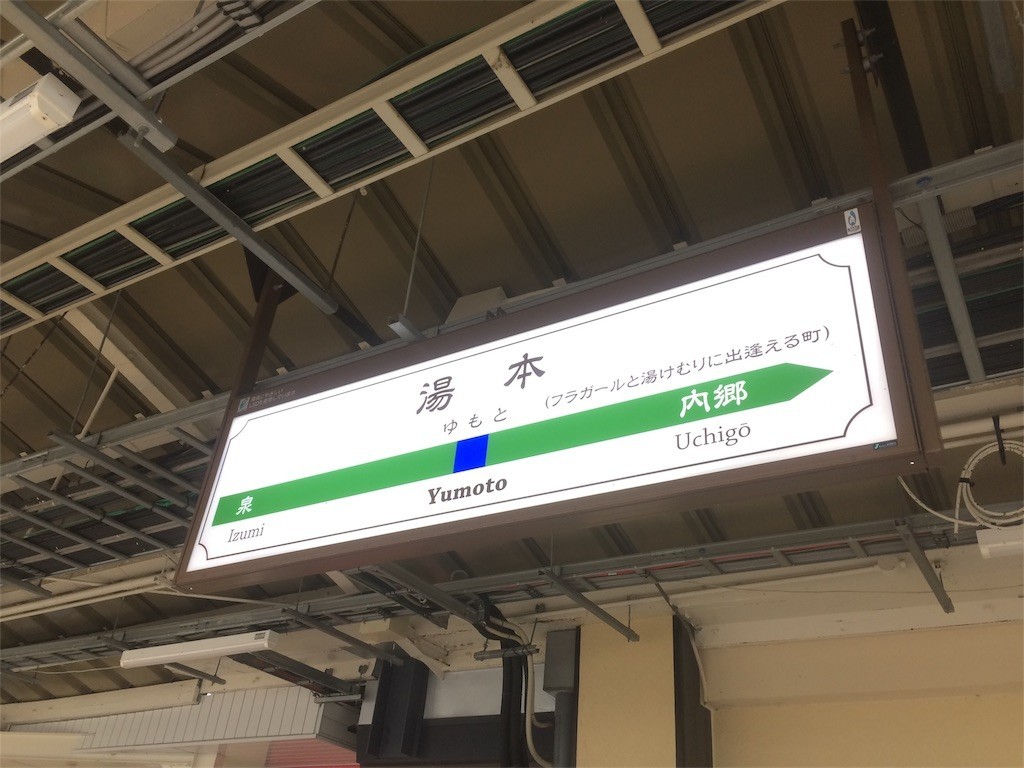 湯本
ゆもと
(フラガールと湯けむりに出逢える町)
泉
内郷
Izumi
Yumoto
Uchigō